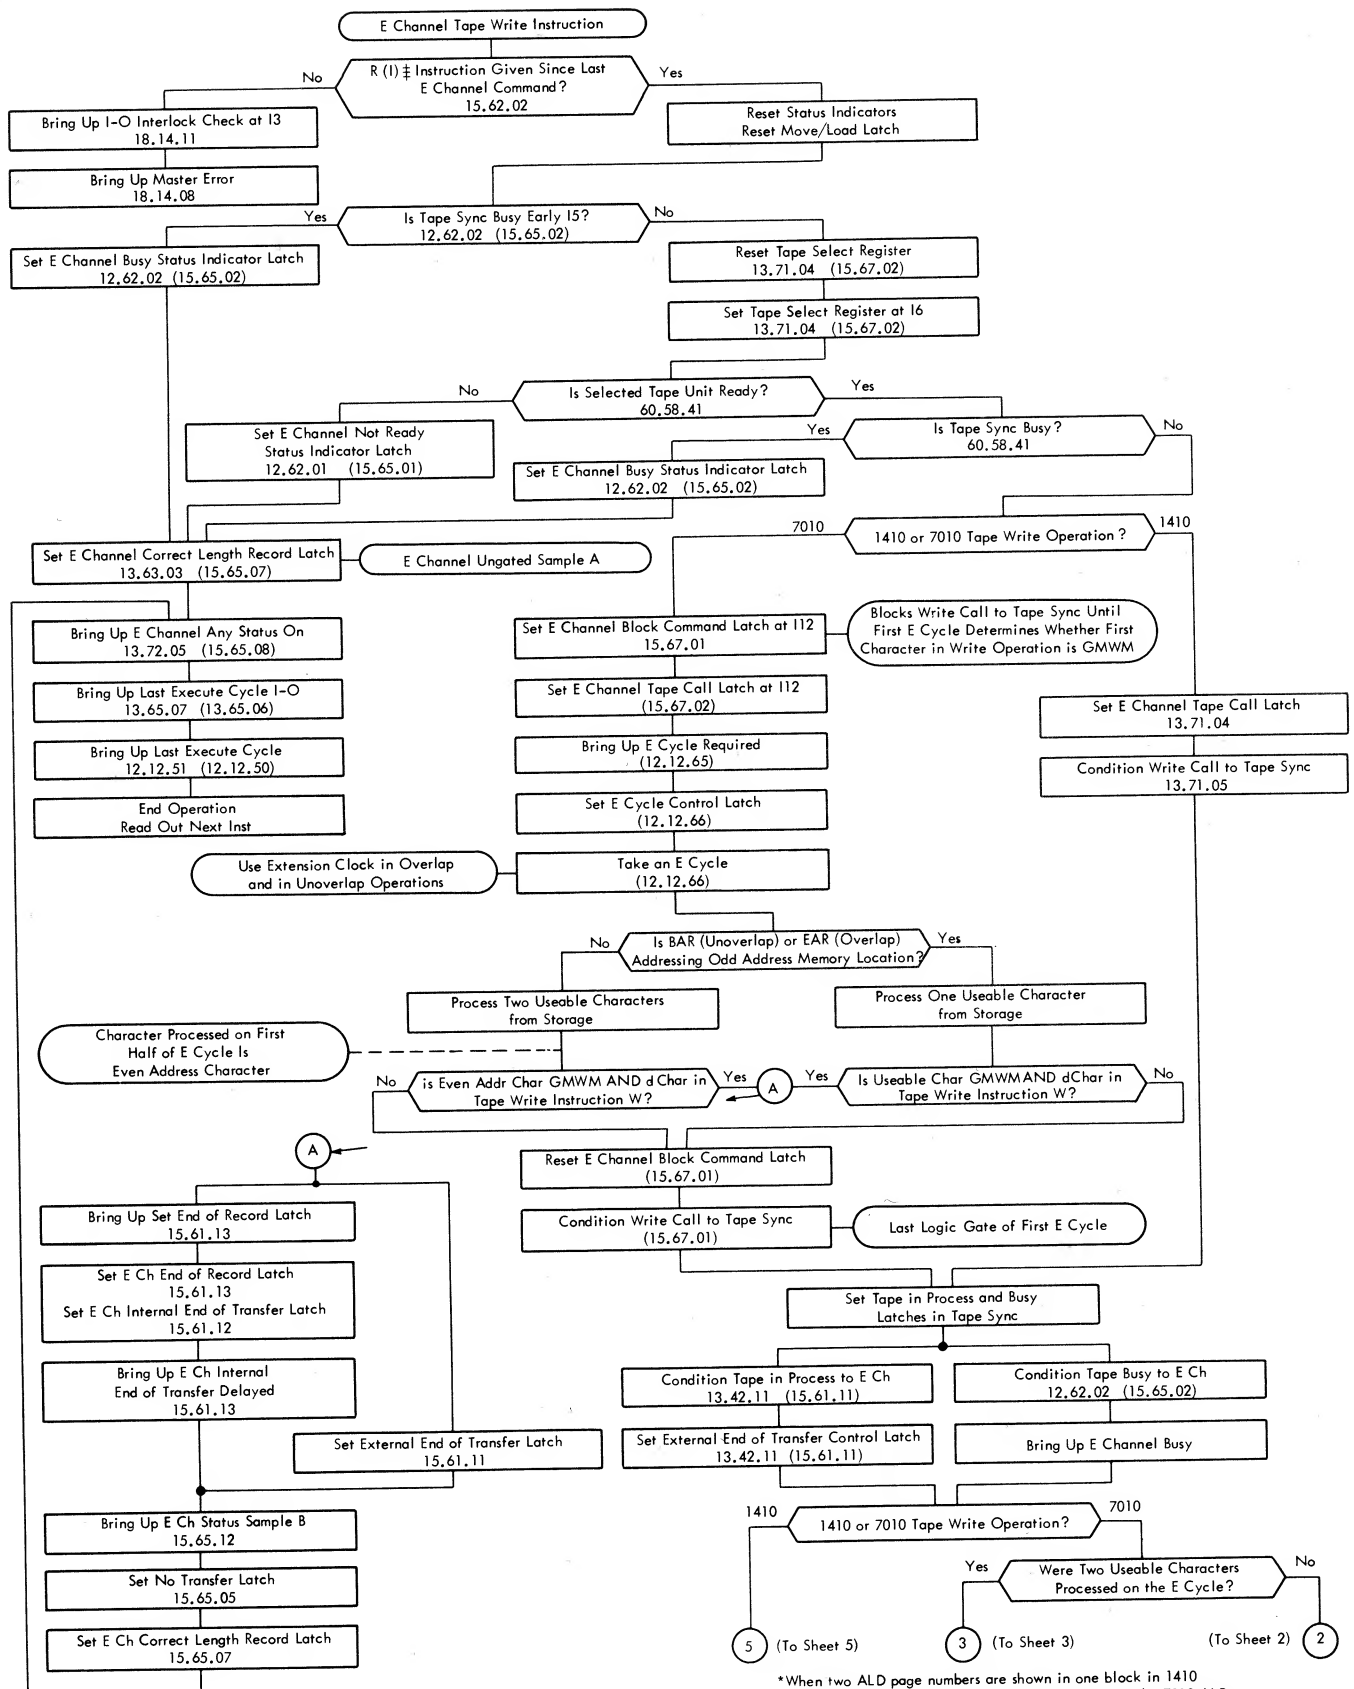 E Channel Tape Write Instruction
R (I) ‡ Instruction Given Since Last
E Channel Command?
15.62.02
No
Yes
Bring Up I-O Interlock Check at I3
18.14.11
Reset Status Indicators
Reset Move/Load Latch
Bring Up Master Error
18.14.08
Is Tape Sync Busy Early I5?
12.62.02 (15.65.02)
Yes
No
Set E Channel Busy Status Indicator Latch
12.62.02 (15.65.02)
Reset Tape Select Register
13.71.04 (15.67.02)
Set Tape Select Register at I6
13.71.04 (15.67.02)
Is Selected Tape Unit Ready?
60.58.41
No
Yes
Set E Channel Not Ready
Status Indicator Latch
12.62.01 (15.65.01)
Is Tape Sync Busy?
60.58.41
Yes
No
Set E Channel Busy Status Indicator Latch
12.62.02 (15.65.02)
1410 or 7010 Tape Write Operation?
7010
1410
Set E Channel Correct Length Record Latch
13.63.03 (15.65.07)
E Channel Ungated Sample A
Bring Up E Channel Any Status On
13.72.05 (15.65.08)
Set E Channel Block Command Latch at I12
15.67.01
Blocks Write Call to Tape Sync Until
First E Cycle Determines Whether First
Character in Write Operation is GMWM
Bring Up Last Execute Cycle I-O
13.65.07 (13.65.06)
Set E Channel Tape Call Latch at I12
(15.67.02)
Set E Channel Tape Call Latch
13.71.04
Bring Up Last Execute Cycle
12.12.51 (12.12.50)
Bring Up E Cycle Required
(12.12.65)
Condition Write Call to Tape Sync
13.71.05
End Operation
Read Out Next Inst
Set E Cycle Control Latch
(12.12.66)
Use Extension Clock in Overlap
and in Unoverlap Operations
Take an E Cycle
(12.12.66)
Is BAR (Unoverlap) or EAR (Overlap)
Addressing Odd Address Memory Location?
No
Yes
Process Two Useable Characters
from Storage
Process One Useable Character
from Storage
Character Processed on First
Half of E Cycle Is
Even Address Character
No
is Even Addr Char GMWM AND d Char in
Tape Write Instruction W?
Yes
A
Yes
Is Useable Char GMWM AND dChar in
Tape Write Instruction W?
No
A
Reset E Channel Block Command Latch
(15.67.01)
Bring Up Set End of Record Latch
15.61.13
Condition Write Call to Tape Sync
(15.67.01)
Last Logic Gate of First E Cycle
Set E Ch End of Record Latch
15.61.13
Set E Ch Internal End of Transfer Latch
15.61.12
Set Tape in Process and Busy
Latches in Tape Sync
Bring Up E Ch Internal
End of Transfer Delayed
15.61.13
Condition Tape in Process to E Ch
13.42.11 (15.61.11)
Condition Tape Busy to E Ch
12.62.02 (15.65.02)
Set External End of Transfer Latch
15.61.11
Set External End of Transfer Control Latch
13.42.11 (15.61.11)
Bring Up E Channel Busy
Bring Up E Ch Status Sample B
15.65.12
1410
1410 or 7010 Tape Write Operation?
7010
Set No Transfer Latch
15.65.05
Yes
Were Two Useable Characters
Processed on the E Cycle?
No
Set E Ch Correct Length Record Latch
15.65.07
5 (To Sheet 5)
3 (To Sheet 3)
(To Sheet 2) 2
*When two ALD page numbers are shown in one block in 1410